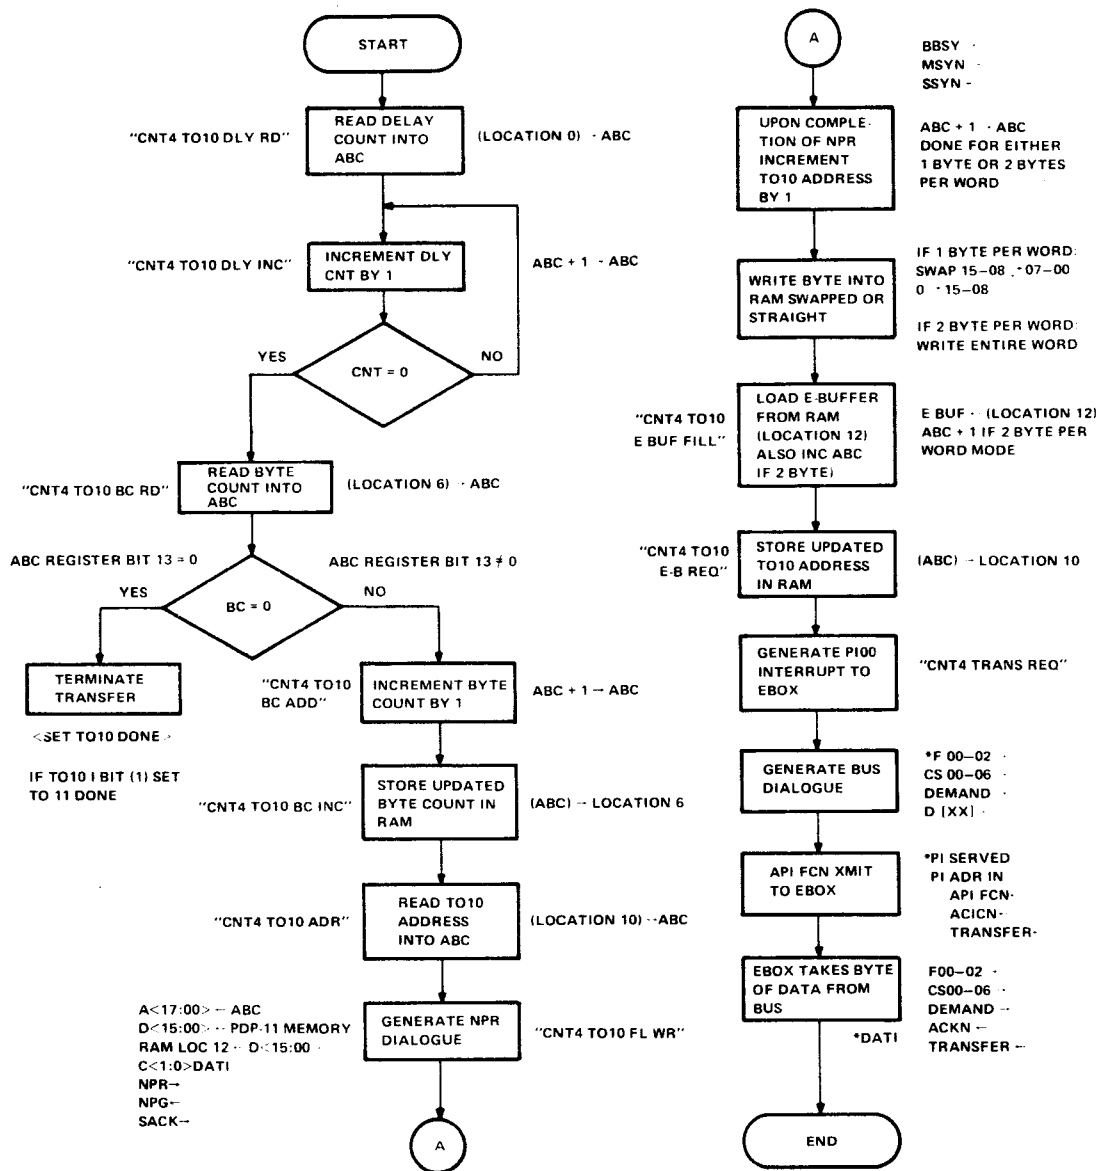 START
"CNT4 TO10 DLY RD"
READ DELAY
COUNT INTO
ABC
(LOCATION 0) - ABC
"CNT4 TO10 DLY INC"
INCREMENT DLY
CNT BY 1
ABC + 1 - ABC
YES
NO
CNT = 0
"CNT4 TO10 BC RD"
READ BYTE
COUNT INTO
ABC
(LOCATION 6) - ABC
ABC REGISTER BIT 13 = 0
ABC REGISTER BIT 13 ≠ 0
YES
BC = 0
NO
TERMINATE
TRANSFER
<SET TO10 DONE>
IF TO10 I BIT (1) SET
TO 11 DONE
"CNT4 TO10
BC ADD"
INCREMENT BYTE
COUNT BY 1
ABC + 1 → ABC
"CNT4 TO10 BC INC"
STORE UPDATED
BYTE COUNT IN
RAM
(ABC) - LOCATION 6
"CNT4 TO10 ADR"
READ TO10
ADDRESS
INTO ABC
(LOCATION 10) - ABC
A<17:00> ← ABC
D<15:00> - PDP-11 MEMORY
RAM LOC 12 - D<15:00
C<1:0>DATI
NPR→
NPG←
SACK→
GENERATE NPR
DIALOGUE
"CNT4 TO10 FL WR"
A
A
BBSY -
MSYN -
SSYN -
UPON COMPLE-
TION OF NPR
INCREMENT
TO10 ADDRESS
BY 1
ABC + 1 - ABC
DONE FOR EITHER
1 BYTE OR 2 BYTES
PER WORD
WRITE BYTE INTO
RAM SWAPPED OR
STRAIGHT
IF 1 BYTE PER WORD:
SWAP 15-08 - 07-00
0 - 15-08
IF 2 BYTE PER WORD:
WRITE ENTIRE WORD
"CNT4 TO10
E BUF FILL"
LOAD E-BUFFER
FROM RAM
(LOCATION 12)
ALSO INC ABC
IF 2 BYTE)
E BUF - (LOCATION 12)
ABC + 1 IF 2 BYTE PER
WORD MODE
"CNT4 TO10
E-B REQ"
STORE UPDATED
TO10 ADDRESS
IN RAM
(ABC) - LOCATION 10
GENERATE PI00
INTERRUPT TO
EBOX
"CNT4 TRANS REQ"
GENERATE BUS
DIALOGUE
*F 00-02 -
CS 00-06 -
DEMAND -
D [XX] -
API FCN XMIT
TO EBOX
*PI SERVED
PI ADR IN
API FCN-
ACICN-
TRANSFER-
EBOX TAKES BYTE
OF DATA FROM
BUS
F00-02 -
CS00-06 -
DEMAND -
ACKN ←
TRANSFER ←
*DATI
END